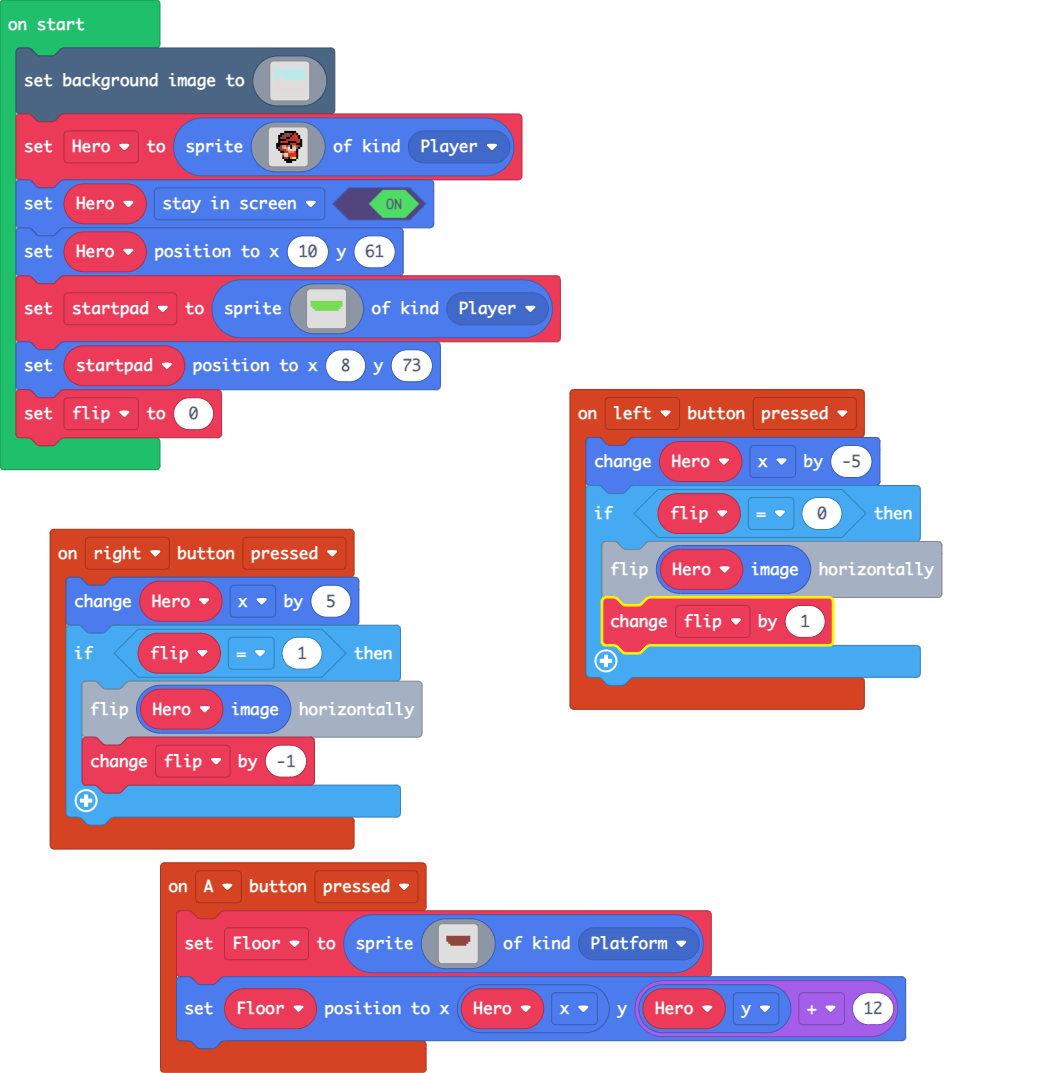 on start
set background image to
set Hero to sprite of kind Player
set Hero stay in screen ON
set Hero position to x 10 y 61
set startpad to sprite of kind Player
set startpad position to x 8 y 73
set flip to 0
on left button pressed
change Hero x by -5
if flip = 0 then
flip Hero image horizontally
change flip by 1
on right button pressed
change Hero x by 5
if flip = 1 then
flip Hero image horizontally
change flip by -1
on A button pressed
set Floor to sprite of kind Platform
set Floor position to x Hero x y Hero y + 12